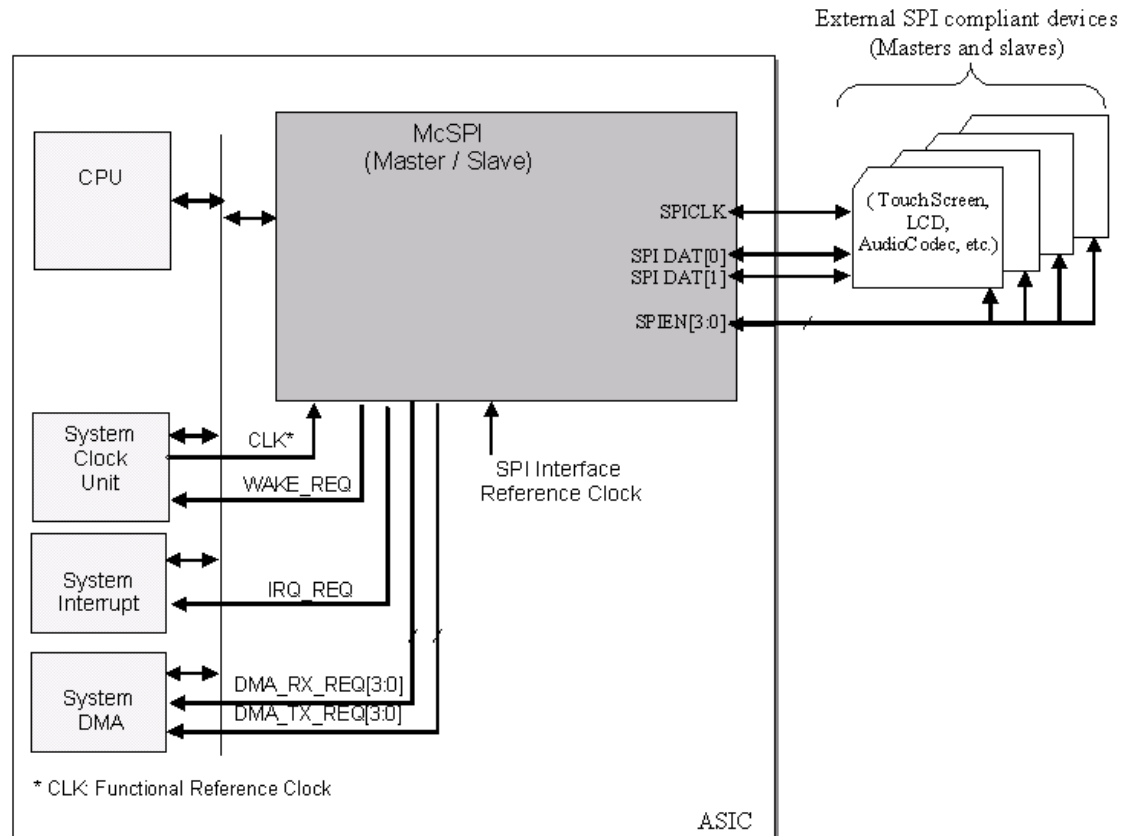 External SPI compliant devices
(Masters and slaves)
McSPI
(Master / Slave)
CPU
SPICLK
SPI DAT[0]
SPI DAT[1]
SPIEN[3:0]
( TouchScreen,
LCD,
AudioCodec, etc.)
System
Clock
Unit
CLK*
WAKE_REQ
SPI Interface
Reference Clock
System
Interrupt
IRQ_REQ
System
DMA
DMA_RX_REQ[3:0]
DMA_TX_REQ[3:0]
* CLK: Functional Reference Clock
ASIC